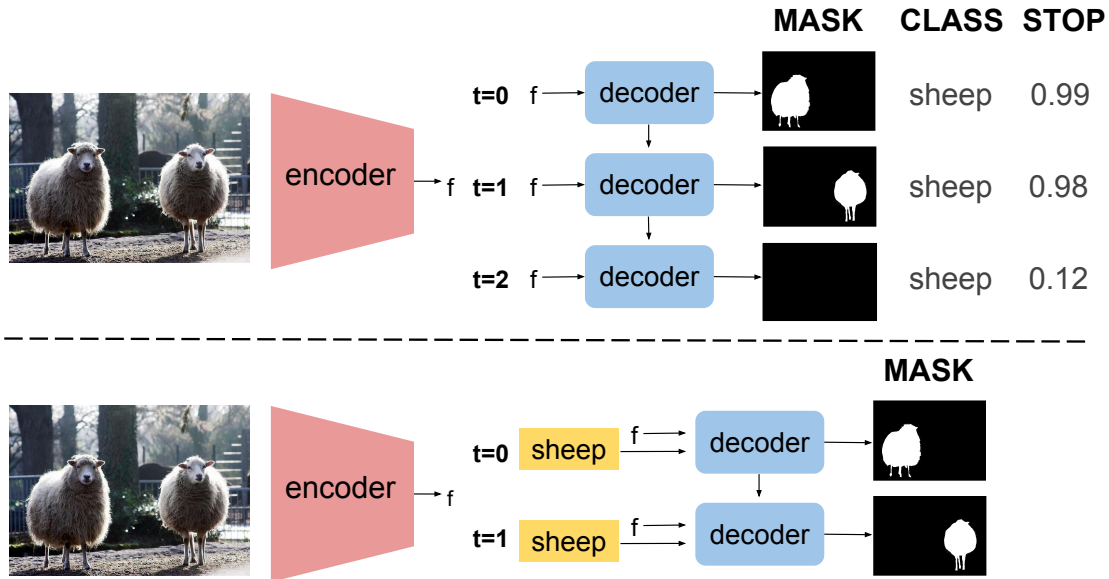 MASK CLASS STOP
t=0 f decoder sheep 0.99
encoder f t=1 f decoder sheep 0.98
t=2 f decoder sheep 0.12
MASK
t=0 sheep f decoder
encoder f
t=1 sheep f decoder